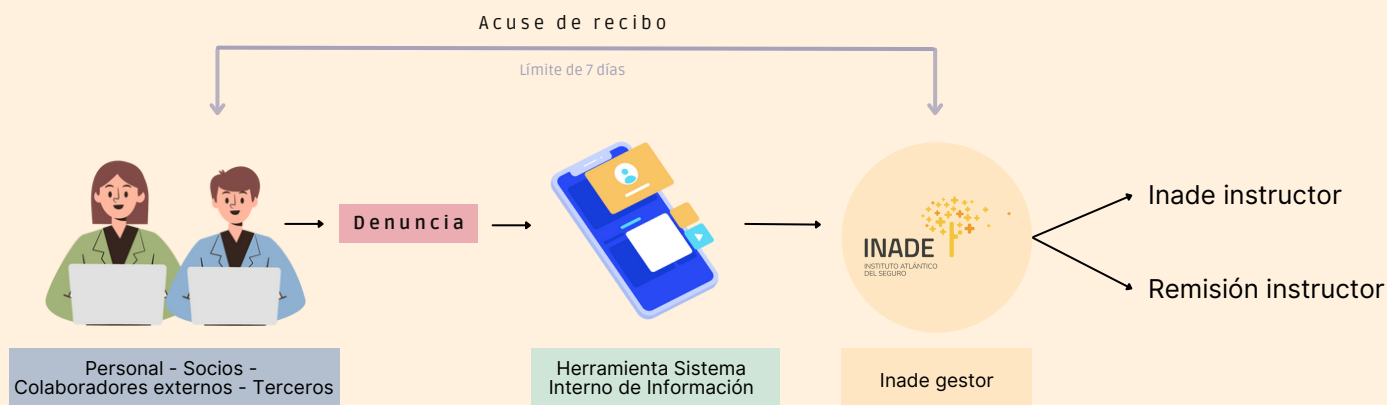 Acuse de recibo
Límite de 7 días
Denuncia
INADE
INSTITUTO ATLÁNTICO
DEL SEGURO
Inade instructor
Remisión instructor
Personal - Socios -
Colaboradores externos - Terceros
Herramienta Sistema
Interno de Información
Inade gestor